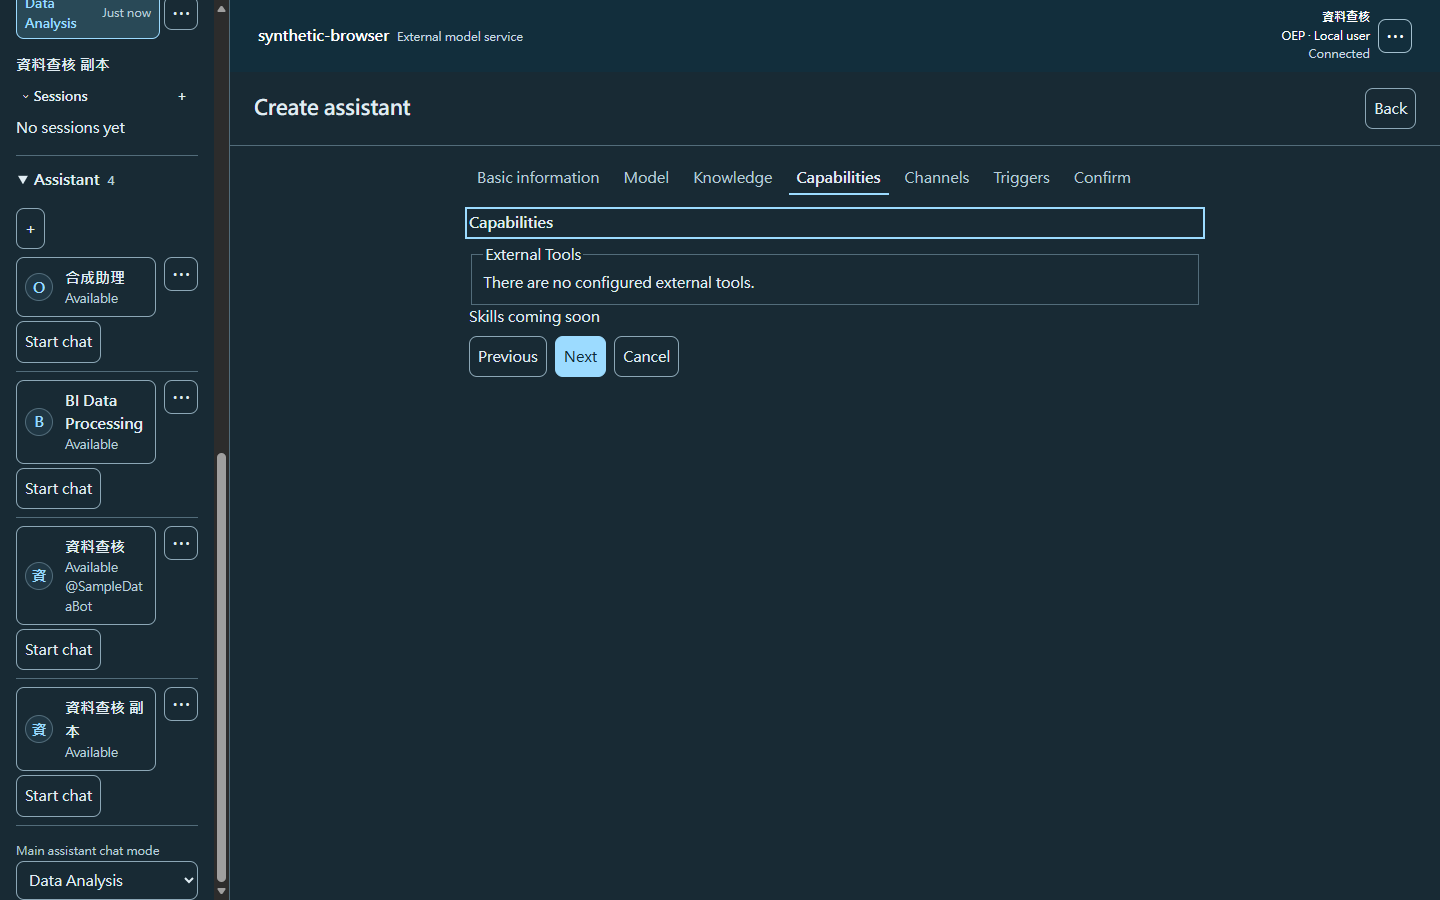 Data
Analysis
Just now
資料查核 副本
Sessions
+
No sessions yet
Assistant 4
+
O
合成助理
Available
Start chat
B
BI Data
Processing
Available
Start chat
資
資料查核
Available
@SampleDat
aBot
Start chat
資
資料查核 副
本
Available
Start chat
Main assistant chat mode
Data Analysis
synthetic-browser External model service
資料查核
OEP · Local user
Connected
Create assistant
Back
Basic information Model Knowledge Capabilities Channels Triggers Confirm
Capabilities
External Tools
There are no configured external tools.
Skills coming soon
Previous Next Cancel